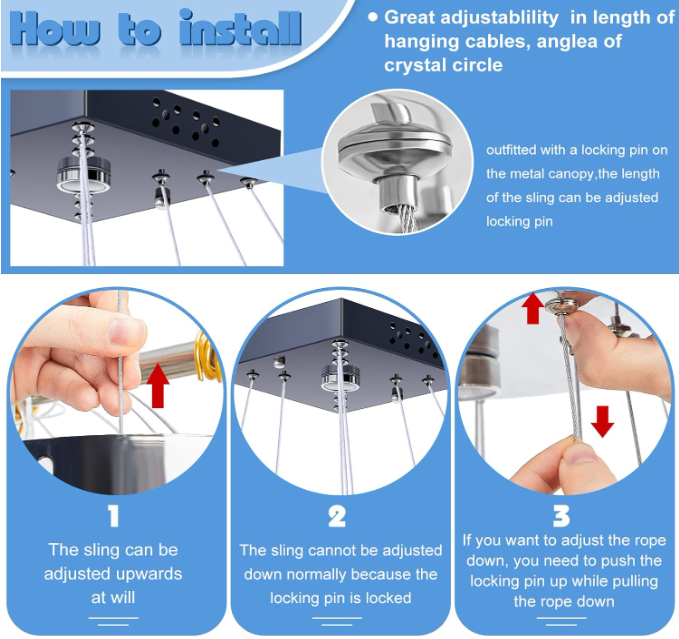 How to install
● Great adjustablility in length of
hanging cables, anglea of
crystal circle
outfitted with a locking pin on
the metal canopy,the length
of the sling can be adjusted
locking pin
1
The sling can be
adjusted upwards
at will
2
The sling cannot be adjusted
down normally because the
locking pin is locked
3
If you want to adjust the rope
down, you need to push the
locking pin up while pulling
the rope down